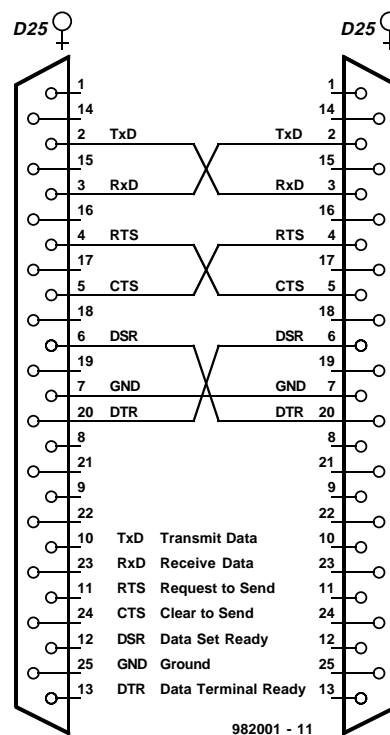 D25 D25
1 1
14 14
2 TxD TxD 2
15 15
3 RxD RxD 3
16 16
4 RTS RTS 4
17 17
5 CTS CTS 5
18 18
6 DSR DSR 6
19 19
7 GND GND 7
20 DTR DTR 20
8 8
21 21
9 9
22 22
10 TxD Transmit Data 10
23 RxD Receive Data 23
11 RTS Request to Send 11
24 CTS Clear to Send 24
12 DSR Data Set Ready 12
25 GND Ground 25
13 DTR Data Terminal Ready 13
982001 - 11